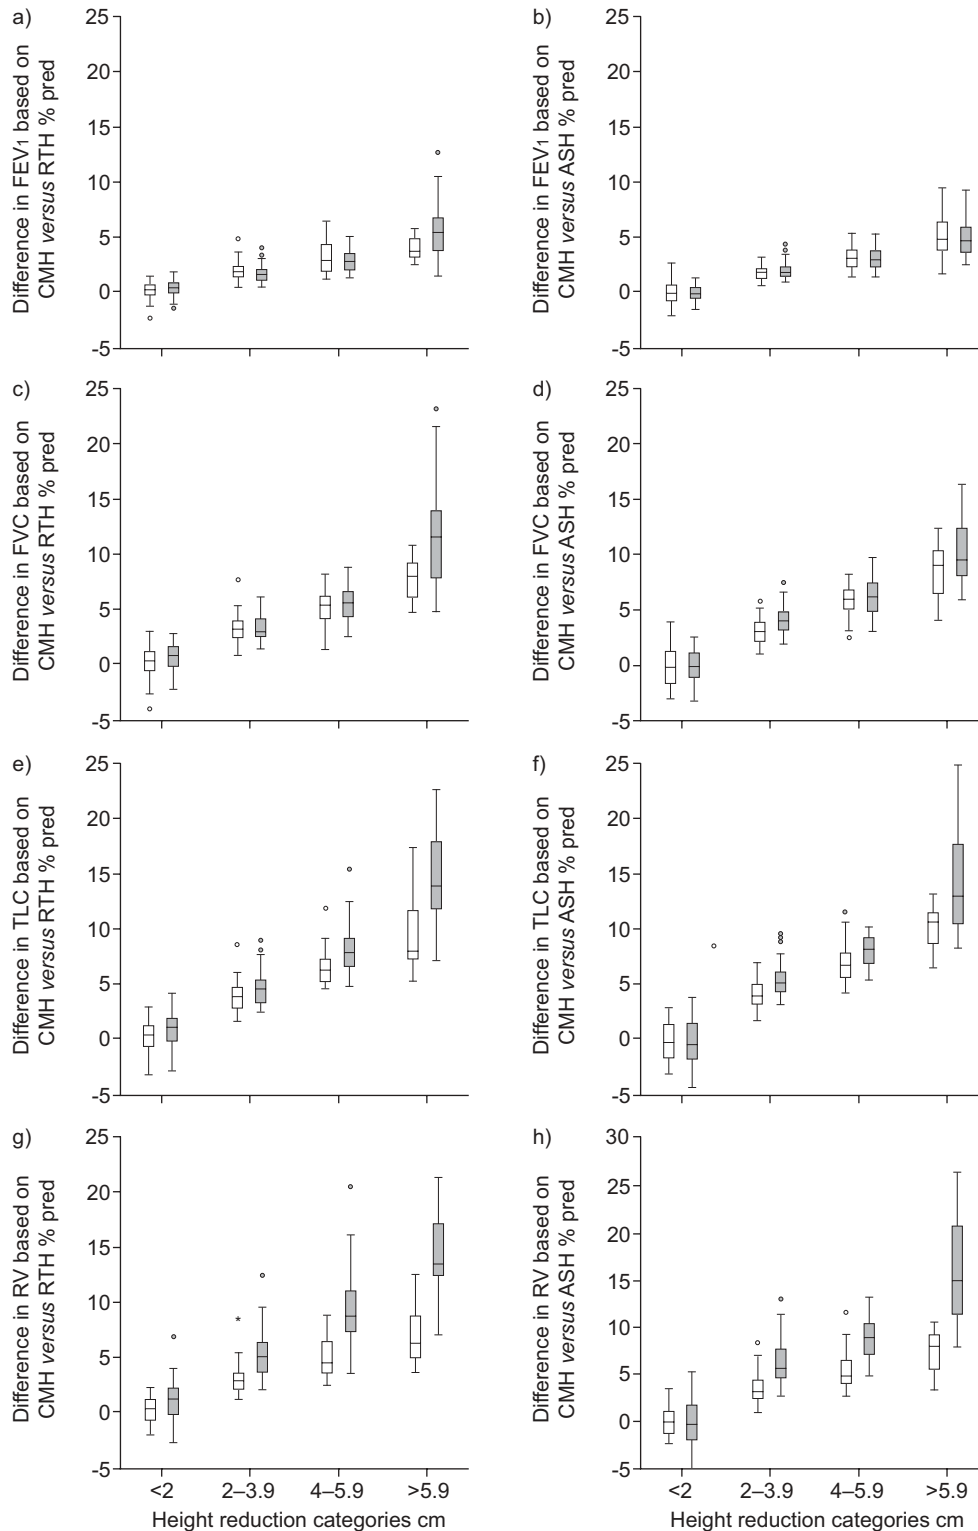 a)
25
20
15
10
5
0
-5
Difference in FEV1 based on
CMH versus RTH % pred
b)
25
20
15
10
5
0
-5
Difference in FEV1 based on
CMH versus ASH % pred
c)
25
20
15
10
5
0
-5
Difference in FVC based on
CMH versus RTH % pred
d)
25
20
15
10
5
0
-5
Difference in FVC based on
CMH versus ASH % pred
e)
25
20
15
10
5
0
-5
Difference in TLC based on
CMH versus RTH % pred
f)
25
20
15
10
5
0
-5
Difference in TLC based on
CMH versus ASH % pred
g)
25
20
15
10
5
0
-5
Difference in RV based on
CMH versus RTH % pred
<2 2–3.9 4–5.9 >5.9
Height reduction categories cm
h)
30
25
20
15
10
5
0
-5
Difference in RV based on
CMH versus ASH % pred
<2 2–3.9 4–5.9 >5.9
Height reduction categories cm